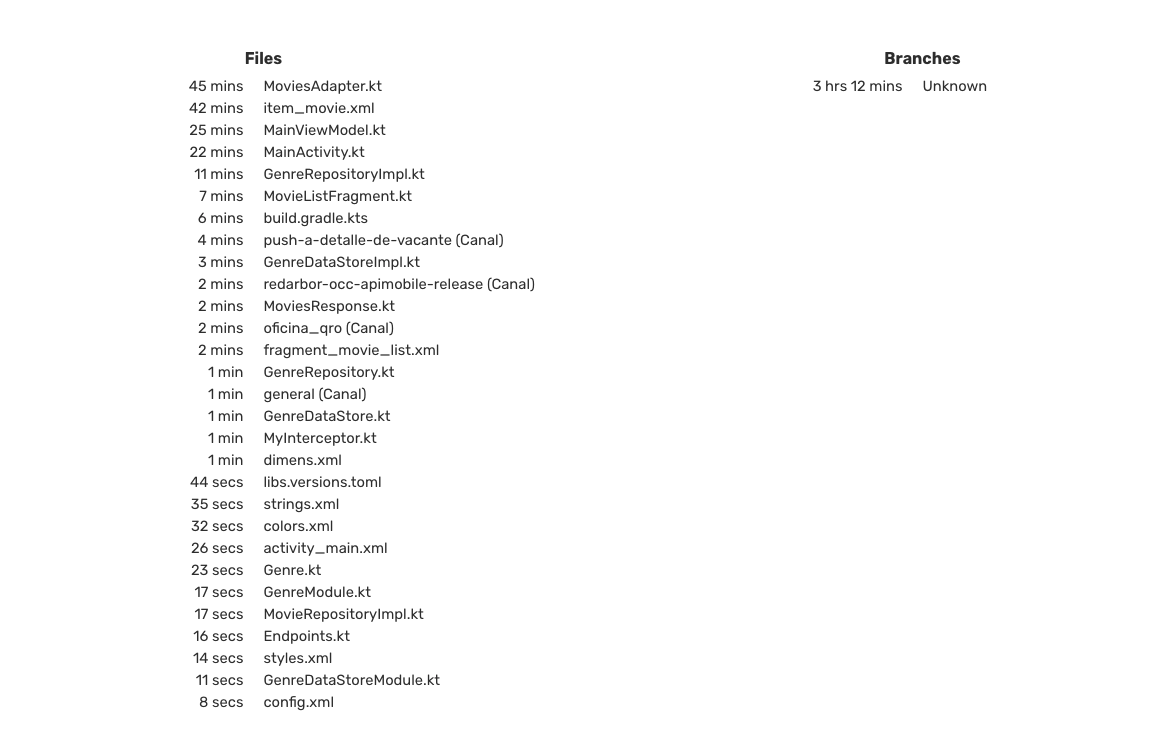 Files
45 mins MoviesAdapter.kt
42 mins item_movie.xml
25 mins MainViewModel.kt
22 mins MainActivity.kt
11 mins GenreRepositoryImpl.kt
7 mins MovieListFragment.kt
6 mins build.gradle.kts
4 mins push-a-detalle-de-vacante (Canal)
3 mins GenreDataStoreImpl.kt
2 mins redarbor-occ-apimobile-release (Canal)
2 mins MoviesResponse.kt
2 mins oficina_qro (Canal)
2 mins fragment_movie_list.xml
1 min GenreRepository.kt
1 min general (Canal)
1 min GenreDataStore.kt
1 min MyInterceptor.kt
1 min dimens.xml
44 secs libs.versions.toml
35 secs strings.xml
32 secs colors.xml
26 secs activity_main.xml
23 secs Genre.kt
17 secs GenreModule.kt
17 secs MovieRepositoryImpl.kt
16 secs Endpoints.kt
14 secs styles.xml
11 secs GenreDataStoreModule.kt
8 secs config.xml
Branches
3 hrs 12 mins Unknown